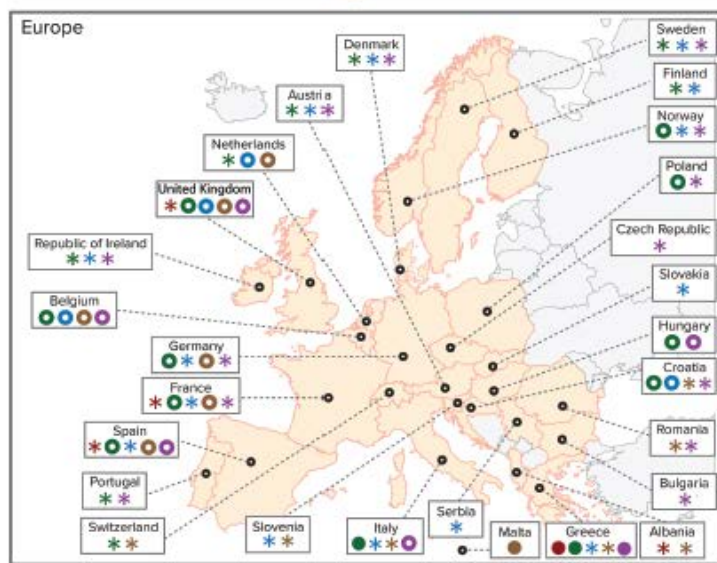 Europe
Sweden
Denmark
Finland
Austria
Norway
Netherlands
Poland
United Kingdom
Czech Republic
Republic of Ireland
Slovakia
Belgium
Hungary
Germany
Croatia
France
Romania
Spain
Bulgaria
Portugal
Serbia
Switzerland
Slovenia
Italy
Malta
Greece
Albania